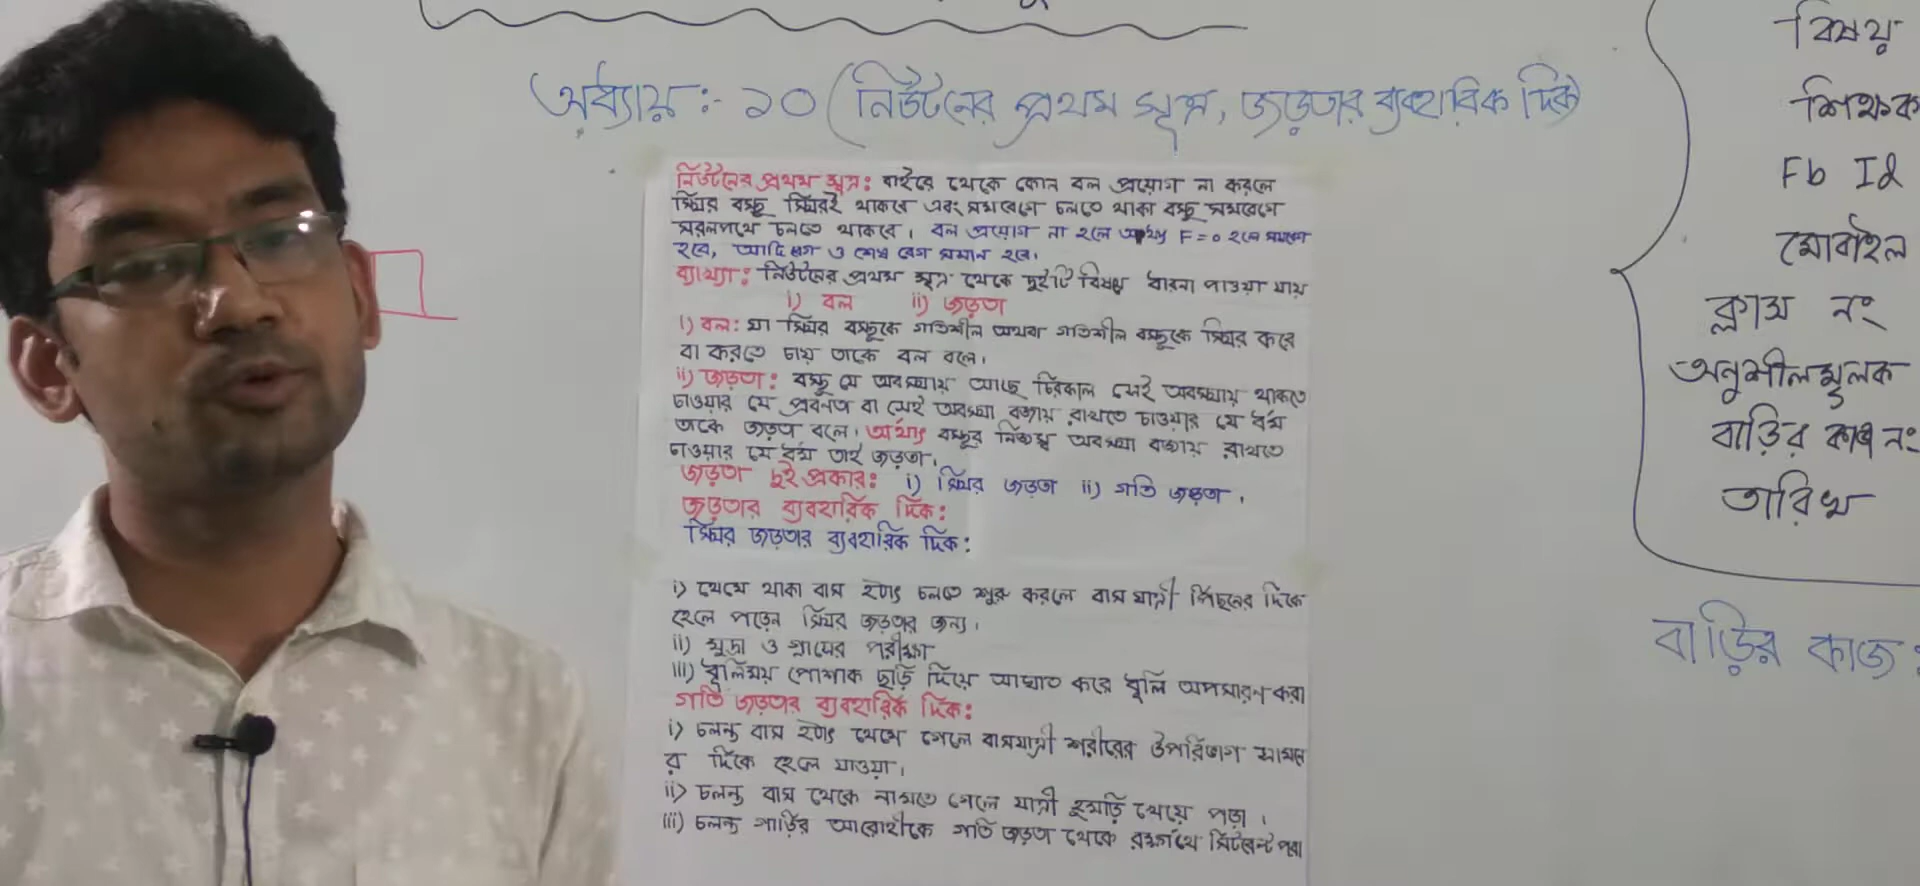 অধ্যায়:- ১০ (নিউটনের প্রথম সূত্র, জড়তার ব্যবহারিক দিক)
নিউটনের প্রথম সূত্র: বাইরে থেকে কোন বল প্রয়োগ না করলে
স্থির বস্তু স্থিরই থাকবে এবং সমবেগে চলতে থাকা বস্তু সমবেগে
সরলপথে চলতে থাকবে। বল প্রয়োগ না হলে অর্থাৎ F=০ হলে
হবে, আদি বেগ ও শেষ বেগ সমান হবে।
ব্যাখ্যা: নিউটনের প্রথম সূত্র থেকে দুইটি বিষয়ে ধারনা পাওয়া যায়
i) বল ii) জড়তা
i) বল: যা স্থির বস্তুকে গতিশীল অথবা গতিশীল বস্তুকে স্থির করে
বা করতে চায় তাকে বল বলে।
ii) জড়তা: বস্তু যে অবস্থায় আছে চিরকাল সেই অবস্থায় থাকতে
চাওয়ার যে প্রবনতা বা সেই অবস্থা বজায় রাখতে চাওয়ার যে ধর্ম
তাকে জড়তা বলে। অর্থাৎ বস্তুর নিজস্ব অবস্থা বজায় রাখতে
চাওয়ার যে ধর্ম তাই জড়তা।
জড়তা দুই প্রকার: i) স্থির জড়তা ii) গতি জড়তা।
জড়তার ব্যবহারিক দিক:
স্থির জড়তার ব্যবহারিক দিক:
i) থেমে থাকা বাস হঠাৎ চলতে শুরু করলে বাস যাত্রী পিছনের দিকে
হেলে পড়েন স্থির জড়তার জন্য।
ii) মুদ্রা ও গ্লাসের পরীক্ষা
iii) ধূলিময় পোশাক ছড়ি দিয়ে আঘাত করে ধূলি অপসারন করা
গতি জড়তার ব্যবহারিক দিক:
i) চলন্ত বাস হঠাৎ থেমে গেলে বাসযাত্রী শরীরের উপরিভাগ সামনে
র দিকে হেলে যাওয়া।
ii) চলন্ত বাস থেকে নামতে গেলে যাত্রী হুমড়ি খেয়ে পড়া।
iii) চলন্ত গাড়ির আরোহীকে গতি জড়তা থেকে রক্ষার্থে সিটবেল্ট পরা
বিষয়
শিক্ষক
Fb Id
মোবাইল
ক্লাস নং
অনুশীলমূলক
বাড়ির কাজ নং
তারিখ
বাড়ির কাজ: